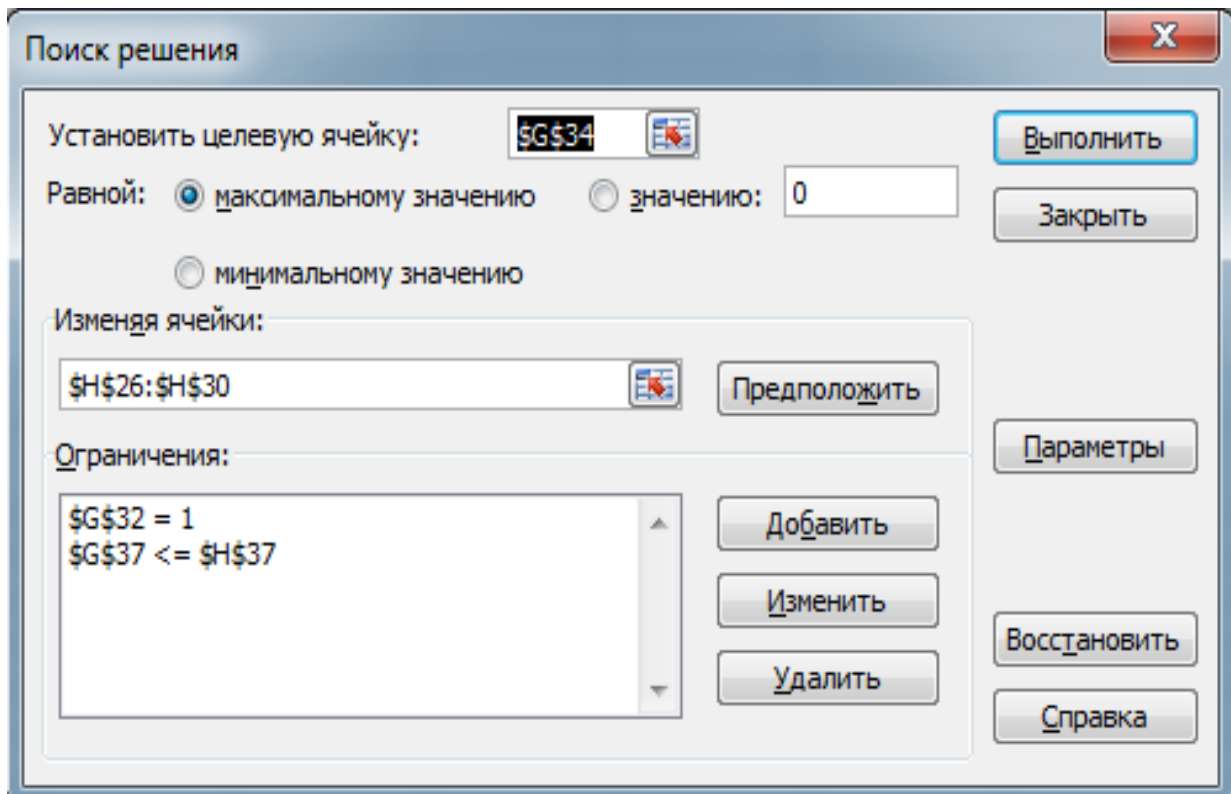 Поиск решения
X
Установить целевую ячейку: $G$34
Выполнить
Равной: максимальному значению значению: 0
Закрыть
минимальному значению
Изменяя ячейки:
$H$26:$H$30 Предположить
Ограничения:
Параметры
$G$32 = 1
$G$37 <= $H$37
Добавить
Изменить
Восстановить
Удалить
Справка